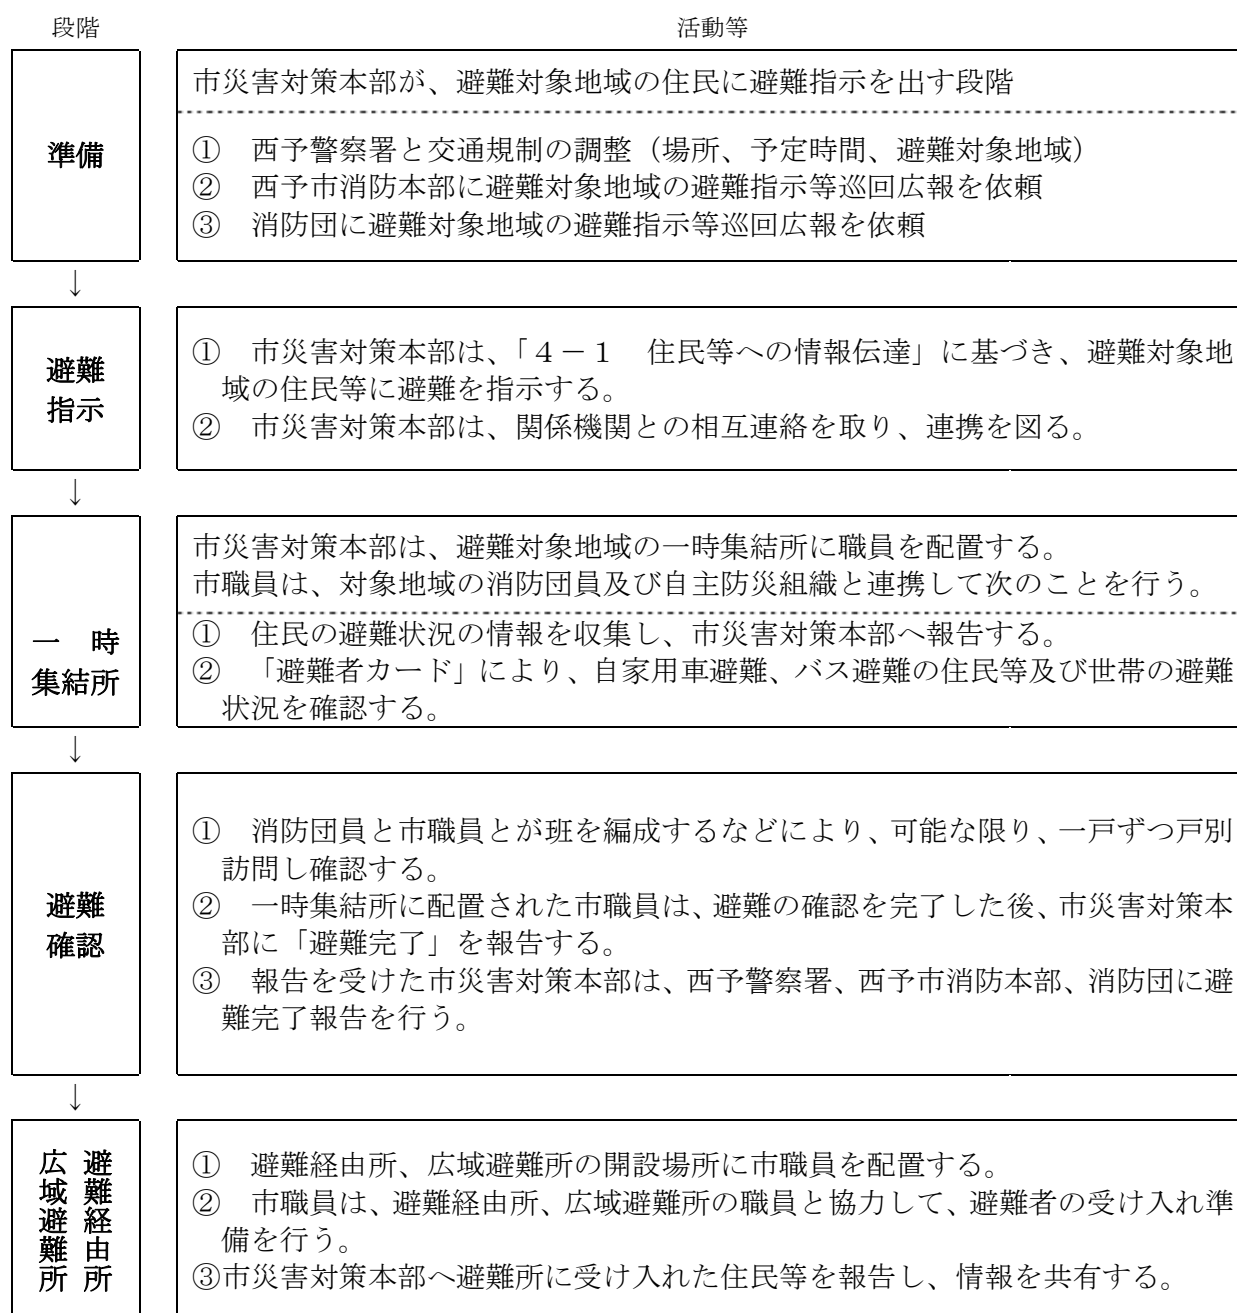 段階　活動等
準備
市災害対策本部が、避難対象地域の住民に避難指示を出す段階
①　西予警察署と交通規制の調整（場所、予定時間、避難対象地域）
②　西予市消防本部に避難対象地域の避難指示等巡回広報を依頼
③　消防団に避難対象地域の避難指示等巡回広報を依頼
↓
避難
指示
①　市災害対策本部は、「４－１　住民等への情報伝達」に基づき、避難対象地
域の住民等に避難を指示する。
②　市災害対策本部は、関係機関との相互連絡を取り、連携を図る。
↓
一　時
集結所
市災害対策本部は、避難対象地域の一時集結所に職員を配置する。
市職員は、対象地域の消防団員及び自主防災組織と連携して次のことを行う。
①　住民の避難状況の情報を収集し、市災害対策本部へ報告する。
②　「避難者カード」により、自家用車避難、バス避難の住民等及び世帯の避難
状況を確認する。
↓
避難
確認
①　消防団員と市職員とが班を編成するなどにより、可能な限り、一戸ずつ戸別
訪問し確認する。
②　一時集結所に配置された市職員は、避難の確認を完了した後、市災害対策本
部に「避難完了」を報告する。
③　報告を受けた市災害対策本部は、西予警察署、西予市消防本部、消防団に避
難完了報告を行う。
↓
避難経由所
広域避難所
①　避難経由所、広域避難所の開設場所に市職員を配置する。
②　市職員は、避難経由所、広域避難所の職員と協力して、避難者の受け入れ準
備を行う。
③市災害対策本部へ避難所に受け入れた住民等を報告し、情報を共有する。